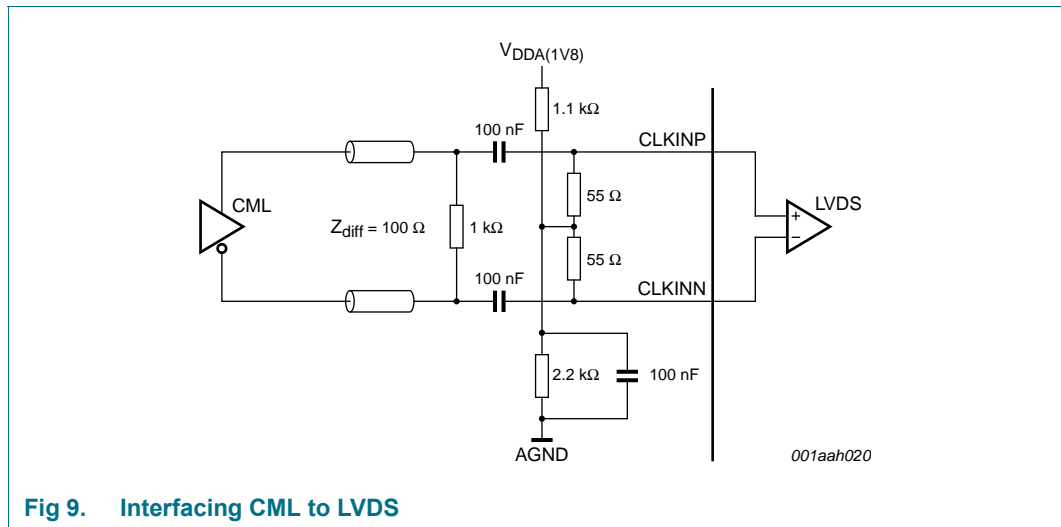 VDDA(1V8)
1.1 kΩ
100 nF
CLKINP
CML
Zdiff = 100 Ω
1 kΩ
55 Ω
LVDS
+
−
55 Ω
100 nF
CLKINN
2.2 kΩ
100 nF
AGND
001aah020
Fig 9. Interfacing CML to LVDS